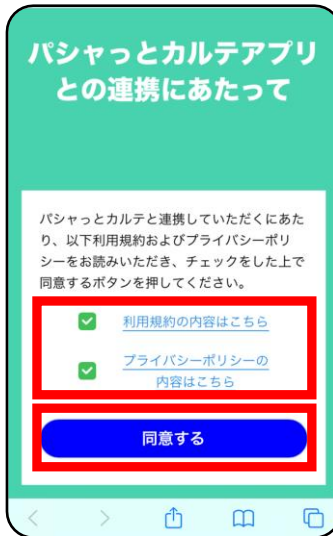 パシャっとカルテアプリ
との連携にあたって
パシャっとカルテと連携していただくにあた
り、以下利用規約およびプライバシーポリ
シーをお読みいただき、チェックをした上で
同意するボタンを押してください。
利用規約の内容はこちら
プライバシーポリシーの
内容はこちら
同意する